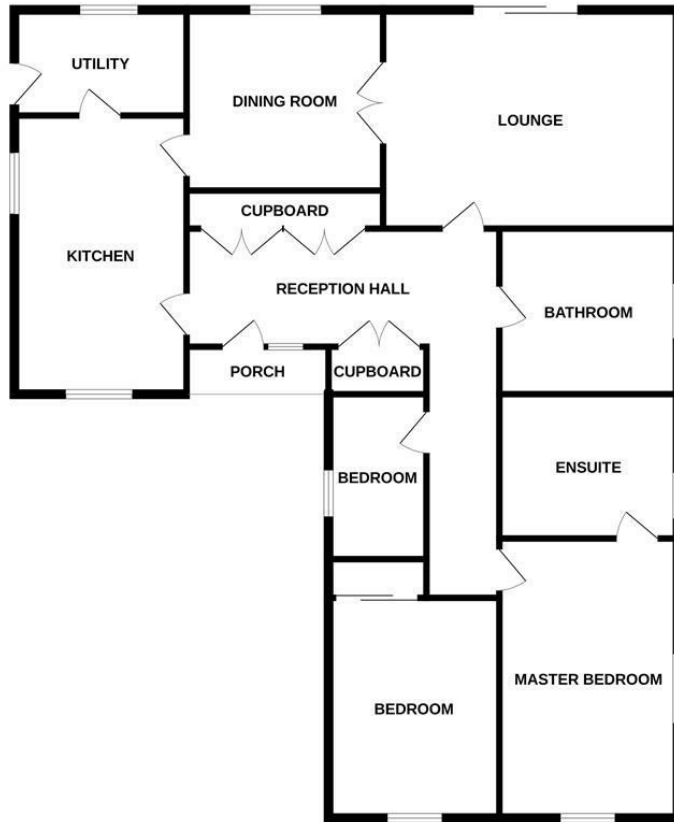 UTILITY
DINING ROOM
LOUNGE
CUPBOARD
KITCHEN
RECEPTION HALL
BATHROOM
PORCH
CUPBOARD
BEDROOM
ENSUITE
MASTER BEDROOM
BEDROOM